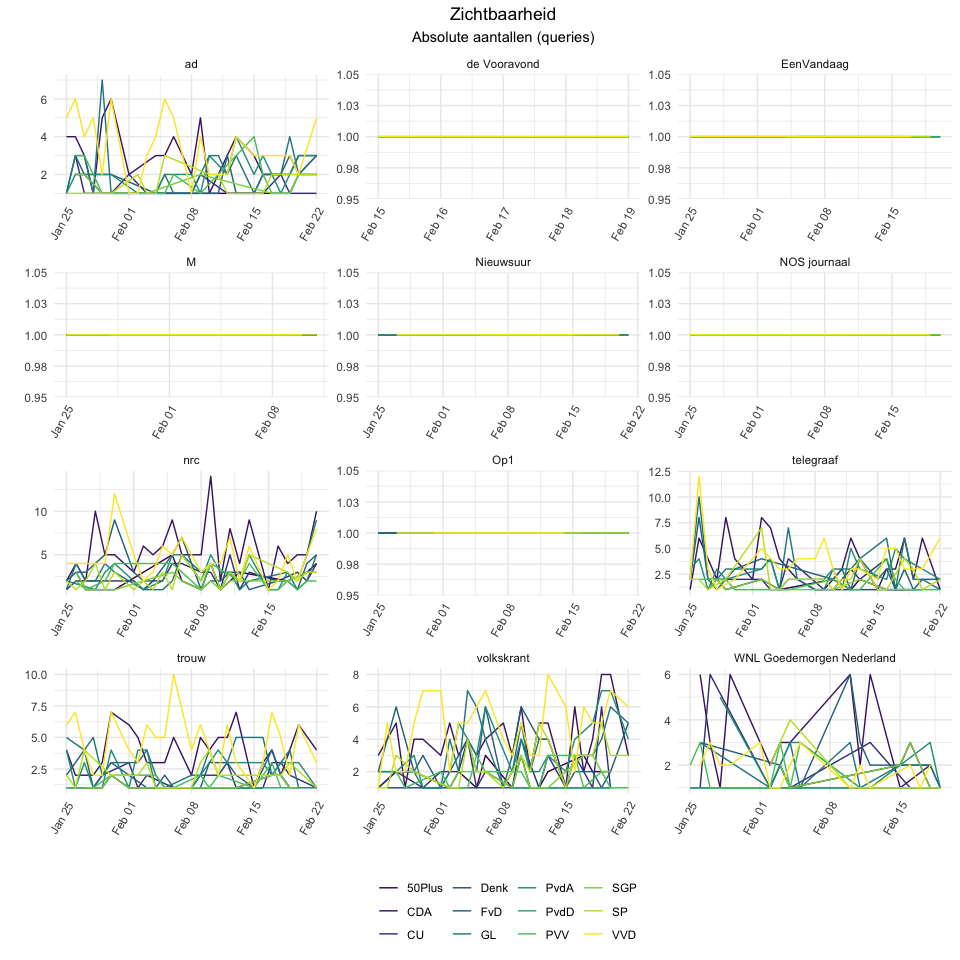 Zichtbaarheid
Absolute aantallen (queries)
ad
6
4
2
Jan 25
Feb 01
Feb 08
Feb 15
Feb 22
de Vooravond
1.05
1.03
1.00
0.98
0.95
Feb 15
Feb 16
Feb 17
Feb 18
Feb 19
EenVandaag
1.05
1.03
1.00
0.98
0.95
Jan 25
Feb 01
Feb 08
Feb 15
M
1.05
1.03
1.00
0.98
0.95
Jan 25
Feb 01
Feb 08
Nieuwsuur
1.05
1.03
1.00
0.98
0.95
Jan 25
Feb 01
Feb 08
Feb 15
Feb 22
NOS journaal
1.05
1.03
1.00
0.98
0.95
Jan 25
Feb 01
Feb 08
Feb 15
nrc
10
5
Jan 25
Feb 01
Feb 08
Feb 15
Op1
1.05
1.03
1.00
0.98
0.95
Jan 25
Feb 01
Feb 08
Feb 15
Feb 22
telegraaf
12.5
10.0
7.5
5.0
2.5
Jan 25
Feb 01
Feb 08
Feb 15
Feb 22
trouw
10.0
7.5
5.0
2.5
Jan 25
Feb 01
Feb 08
Feb 15
Feb 22
volkskrant
8
6
4
2
Jan 25
Feb 01
Feb 08
Feb 15
Feb 22
WNL Goedemorgen Nederland
6
4
2
Jan 25
Feb 01
Feb 08
Feb 15
50Plus
Denk
PvdA
SGP
CDA
FvD
PvdD
SP
CU
GL
PVV
VVD